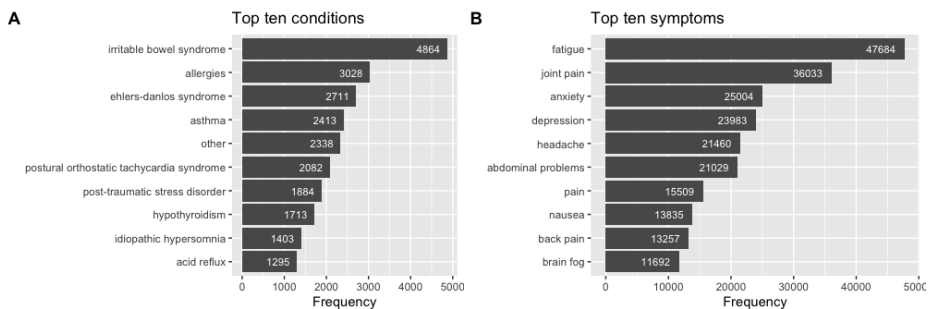 A
Top ten conditions
irritable bowel syndrome 4864
allergies 3028
ehlers-danlos syndrome 2711
asthma 2413
other 2338
postural orthostatic tachycardia syndrome 2082
post-traumatic stress disorder 1884
hypothyroidism 1713
idiopathic hypersomnia 1403
acid reflux 1295
0 1000 2000 3000 4000 5000
Frequency
B
Top ten symptoms
fatigue 47684
joint pain 36033
anxiety 25004
depression 23983
headache 21460
abdominal problems 21029
pain 15509
nausea 13835
back pain 13257
brain fog 11692
0 10000 20000 30000 40000 50000
Frequency